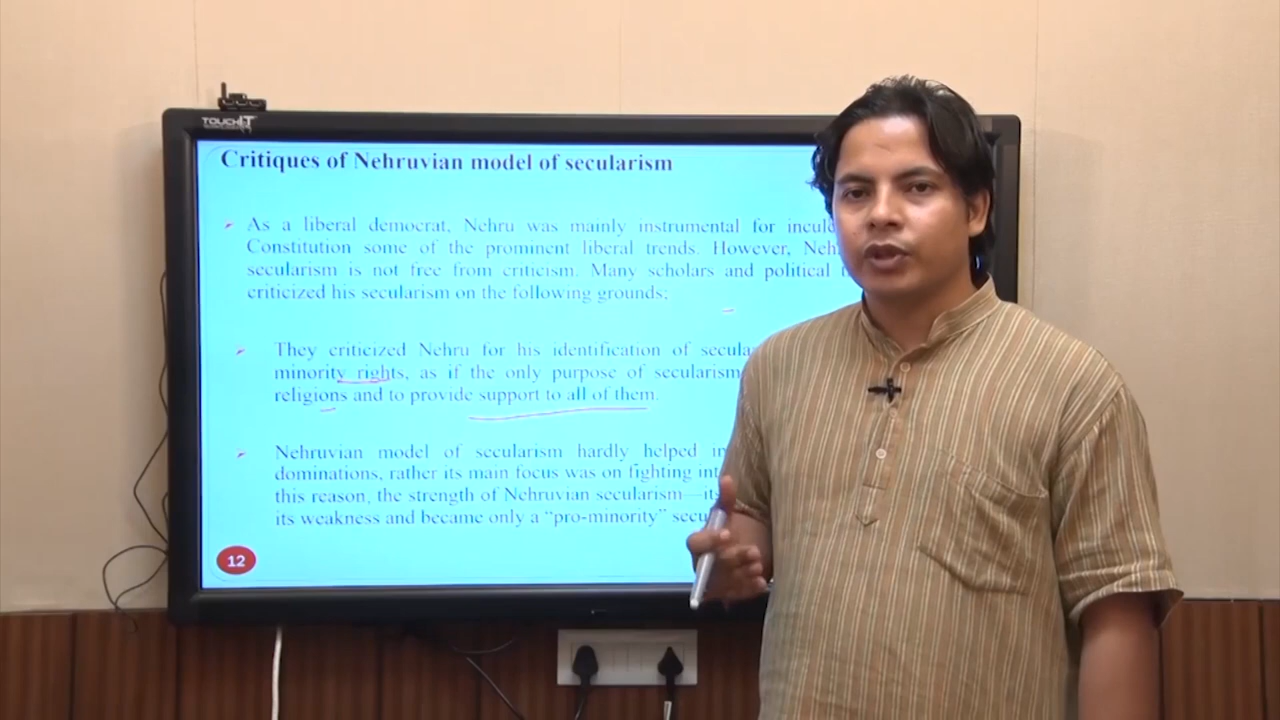 TOUCHIT
Critiques of Nehruvian model of secularism
As a liberal democrat, Nehru was mainly instrumental for
Constitution some of the prominent liberal trends. However,
secularism is not free from criticism. Many scholars and political
criticized his secularism on the following grounds;
They criticized Nehru for his identification of
minority rights, as if the only purpose of secularism
religions and to provide support to all of them.
Nehruvian model of secularism hardly helped
dominations, rather its main focus was on fighting
this reason, the strength of Nehruvian secularism—
its weakness and became only a "pro-minority"
12